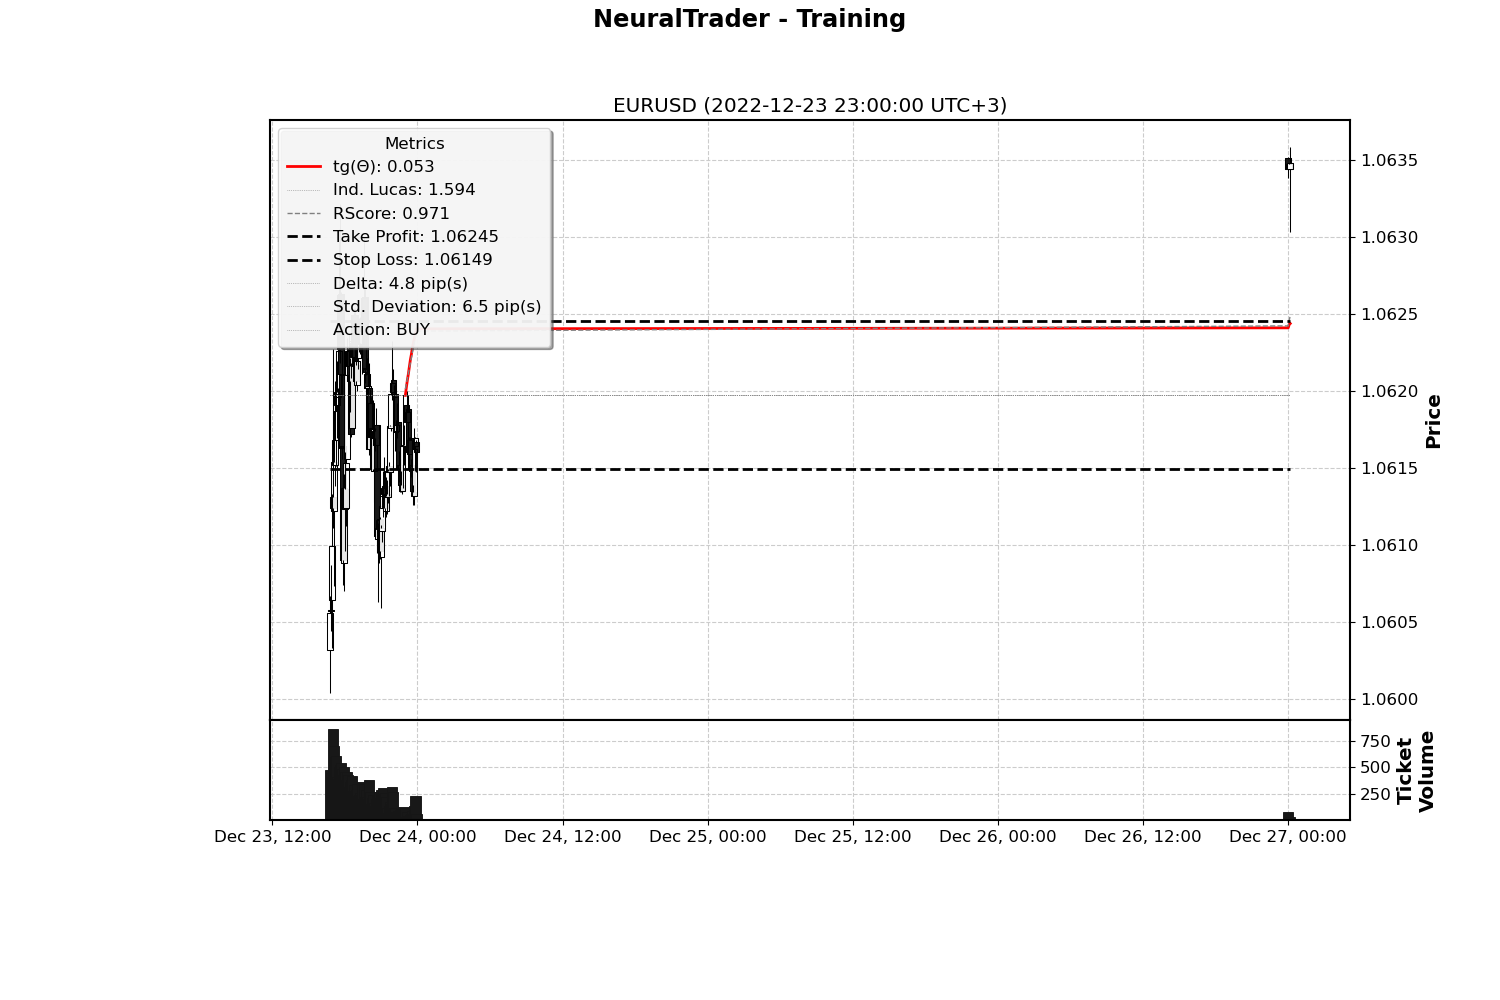 NeuralTrader - Training
EURUSD (2022-12-23 23:00:00 UTC+3)
Metrics
tg(Θ): 0.053
Ind. Lucas: 1.594
RScore: 0.971
Take Profit: 1.06245
Stop Loss: 1.06149
Delta: 4.8 pip(s)
Std. Deviation: 6.5 pip(s)
Action: BUY
1.0635
1.0630
1.0625
1.0620
1.0615
1.0610
1.0605
1.0600
Price
750
500
250
Ticket
Volume
Dec 23, 12:00
Dec 24, 00:00
Dec 24, 12:00
Dec 25, 00:00
Dec 25, 12:00
Dec 26, 00:00
Dec 26, 12:00
Dec 27, 00:00